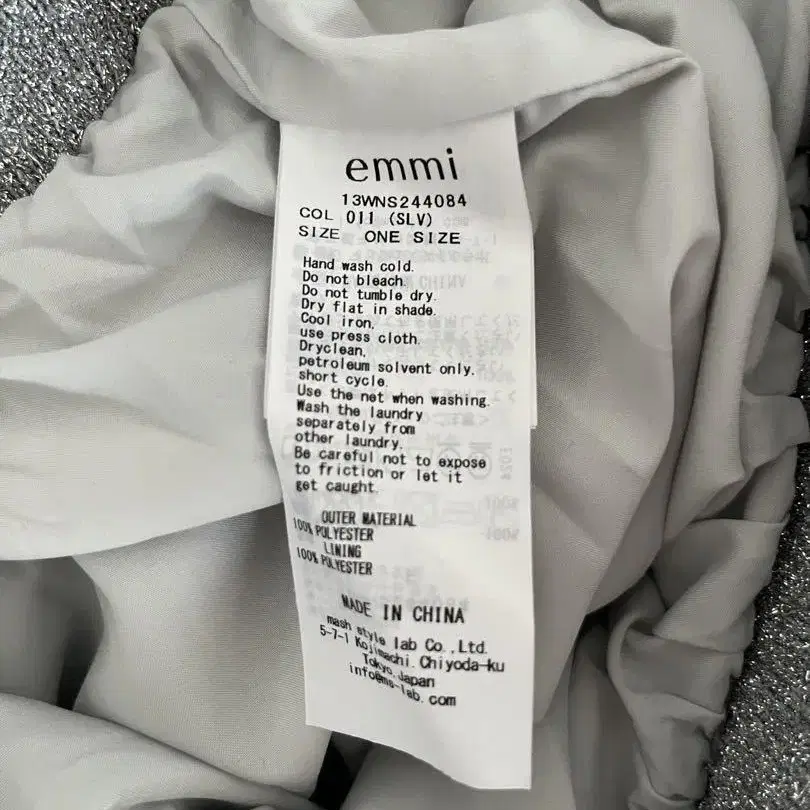 emmi
13WNS244084
COL 011 (SLV)
SIZE ONE SIZE
Hand wash cold.
Do not bleach.
Do not tumble dry.
Dry flat in shade.
Cool iron,
use press cloth.
Dryclean,
petroleum solvent only,
short cycle.
Use the net when washing.
Wash the laundry
separately from
other laundry.
Be careful not to expose
to friction or let it
get caught.
OUTER MATERIAL
100% POLYESTER
LINING
100% POLYESTER
MADE IN CHINA
mash style lab Co.,Ltd.
5-7-1 Kojimachi.Chiyoda-ku
Tokyo.Japan
info@ms-lab.com